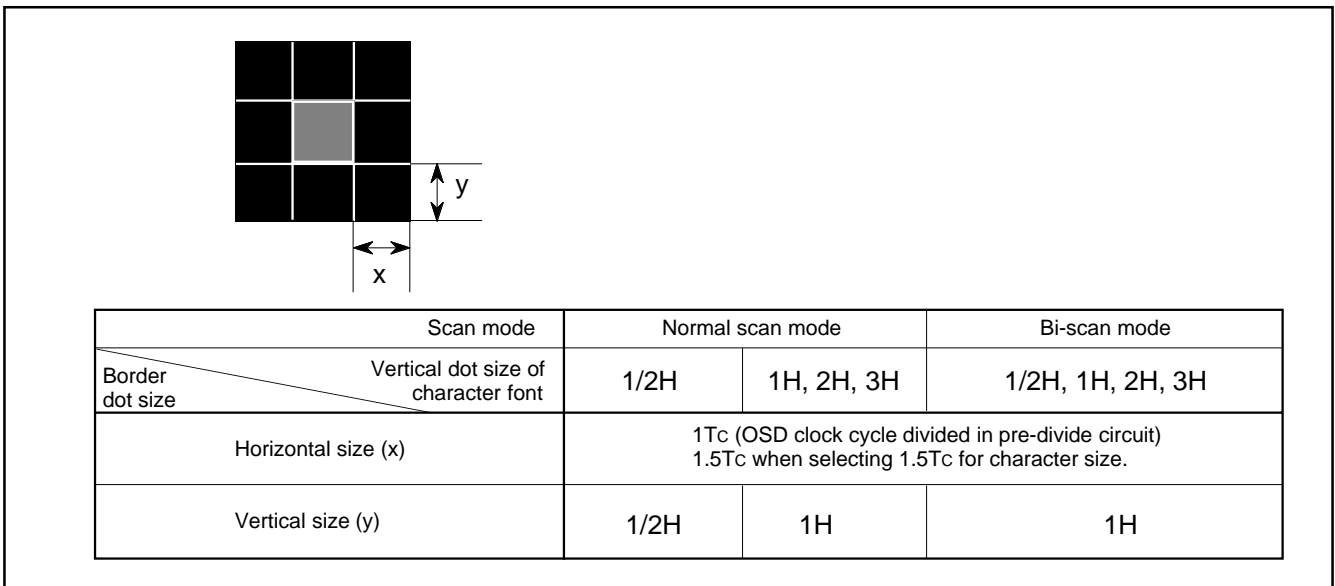 y
x
Scan mode
Normal scan mode
Bi-scan mode
Border
dot size
Vertical dot size of
character font
1/2H
1H, 2H, 3H
1/2H, 1H, 2H, 3H
Horizontal size (x)
1TC (OSD clock cycle divided in pre-divide circuit)
1.5TC when selecting 1.5TC for character size.
Vertical size (y)
1/2H
1H
1H